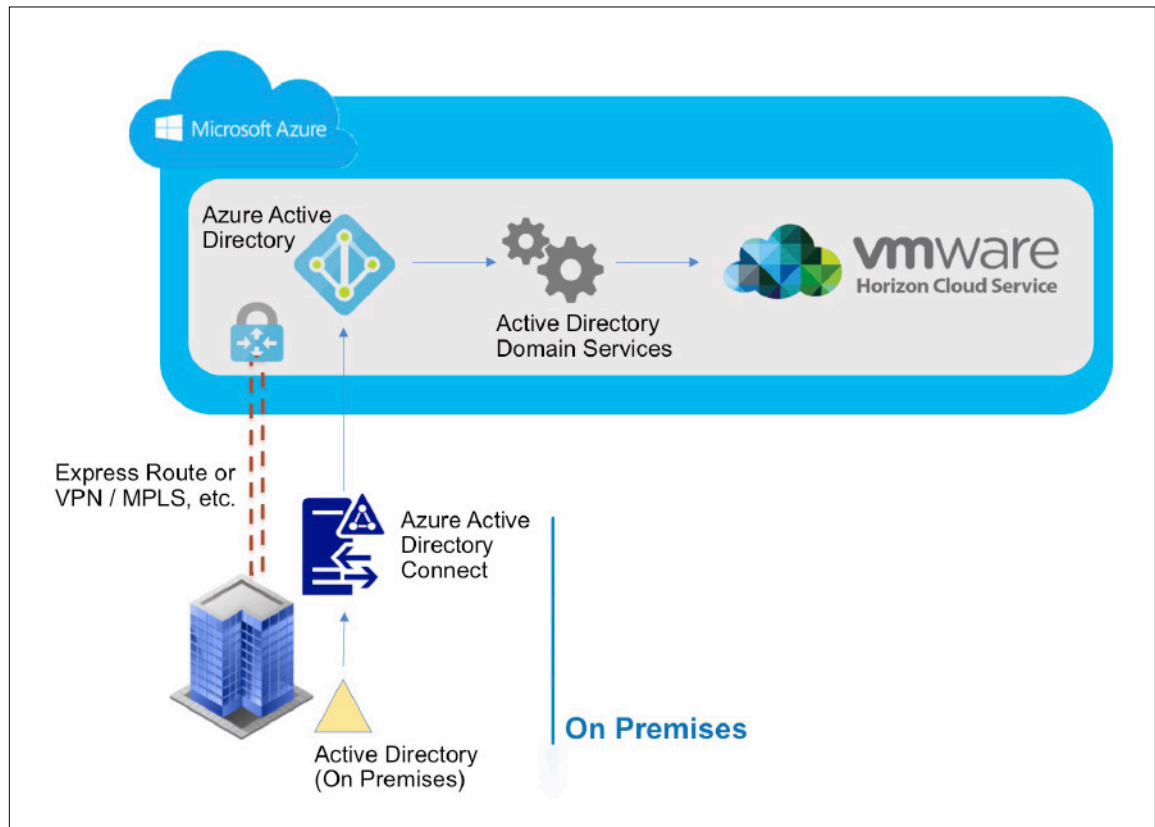 Microsoft Azure
Azure Active
Directory
Active Directory
Domain Services
vmware
Horizon Cloud Service
Express Route or
VPN / MPLS, etc.
Azure Active
Directory
Connect
On Premises
Active Directory
(On Premises)